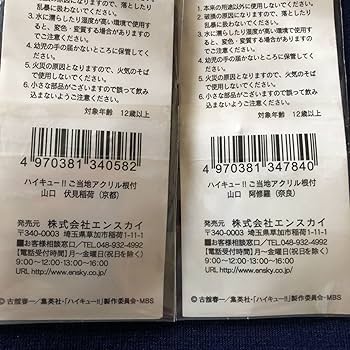 因になりますので、落としたり
乱暴に扱わないでください。
3. 水に濡らしたり湿度が高い環境で使用す
ると、変色・変質する場合がありますので
ご注意ください。
4. 幼児の手の届かないところに保管してく
ださい。
5. 火災の原因となりますので、火気のそば
で使用しないでください。
6. 小さな部品がございますので誤って飲み
込まないようご注意ください。
対象年齢 12歳以上
4 970381 340582
ハイキュー!! ご当地アクリル根付
山口 伏見稲荷(京都)
発売元 株式会社エンスカイ
〒340-0003 埼玉県草加市稲荷 1-11-1
■お客様相談窓口/TEL.048-932-4992
【電話受付時間】月~金曜日(祝日を除く)
9:00~12:00・13:00~16:00
URL http://www.ensky.co.jp/
©古舘春一/集英社・「ハイキュー!!」製作委員会・MBS
1. 本来の用途以外に使用しないでください。
2. 破損の原因になりますので、落としたり
乱暴に扱わないでください。
3. 水に濡らしたり湿度が高い環境で使用す
ると、変色・変質する場合がありますので
ご注意ください。
4. 幼児の手の届かないところに保管してく
ださい。
5. 火災の原因となりますので、火気のそば
で使用しないでください。
6. 小さな部品がございますので誤って飲み
込まないようご注意ください。
対象年齢 12歳以上
4 970381 347840
ハイキュー!! ご当地アクリル根付
山口 阿修羅(奈良)
発売元 株式会社エンスカイ
〒340-0003 埼玉県草加市稲荷 1-11-1
■お客様相談窓口/TEL.048-932-4992
【電話受付時間】月~金曜日(祝日を除く)
9:00~12:00・13:00~16:00
URL http://www.ensky.co.jp/
©古舘春一/集英社・「ハイキュー!!」製作委員会・MBS